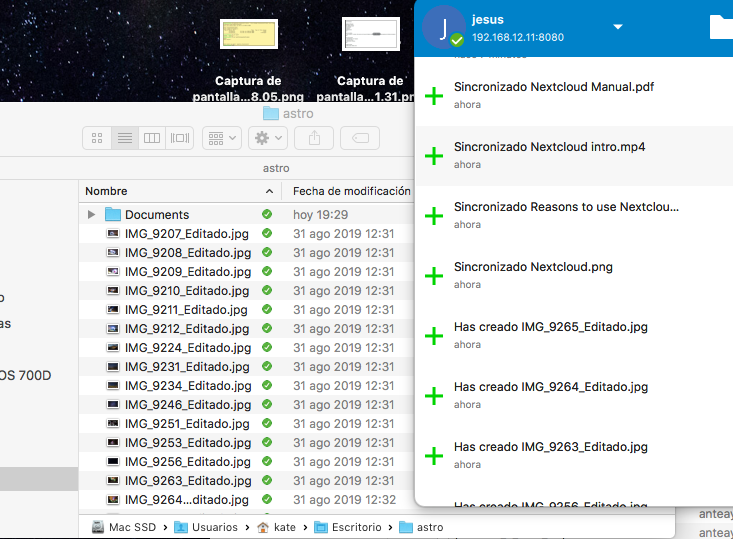 Captura de
pantalla...8.05.png
Captura de
pantalla...1.31.pn
astro
astro
Nombre
Fecha de modificación
Documents
hoy 19:29
IMG_9207_Editado.jpg
31 ago 2019 12:31
IMG_9208_Editado.jpg
31 ago 2019 12:31
IMG_9209_Editado.jpg
31 ago 2019 12:31
IMG_9210_Editado.jpg
31 ago 2019 12:31
IMG_9211_Editado.jpg
31 ago 2019 12:31
IMG_9212_Editado.jpg
31 ago 2019 12:31
IMG_9224_Editado.jpg
31 ago 2019 12:31
IMG_9231_Editado.jpg
31 ago 2019 12:31
IMG_9234_Editado.jpg
31 ago 2019 12:31
IMG_9246_Editado.jpg
31 ago 2019 12:31
IMG_9251_Editado.jpg
31 ago 2019 12:31
IMG_9253_Editado.jpg
31 ago 2019 12:31
IMG_9256_Editado.jpg
31 ago 2019 12:31
IMG_9263_Editado.jpg
31 ago 2019 12:31
IMG_9264...ditado.jpg
31 ago 2019 12:32
o
as
OS 700D
Mac SSD
Usuarios
kate
Escritorio
astro
J
jesus
192.168.12.11:8080
Sincronizado Nextcloud Manual.pdf
ahora
Sincronizado Nextcloud intro.mp4
ahora
Sincronizado Reasons to use Nextclou...
ahora
Sincronizado Nextcloud.png
ahora
Has creado IMG_9265_Editado.jpg
ahora
Has creado IMG_9264_Editado.jpg
ahora
Has creado IMG_9263_Editado.jpg
ahora
Has creado IMG_9256_Editado.jpg
anteay
anteay